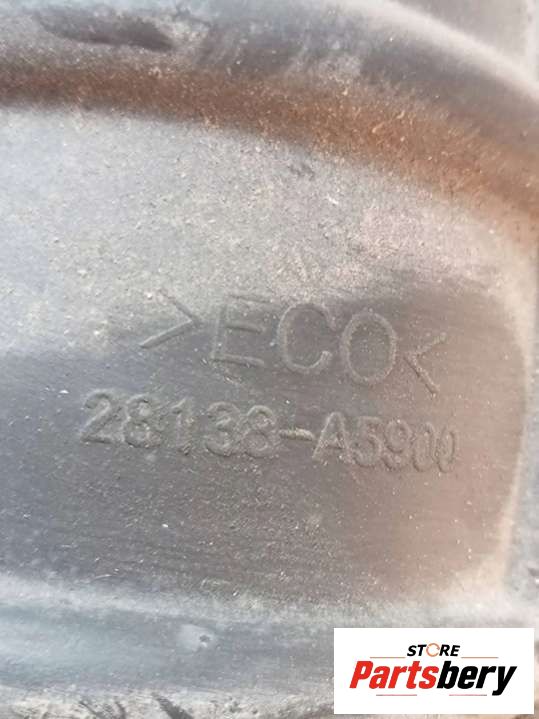 >ECO<
28138-A5900
STORE
Partsbery